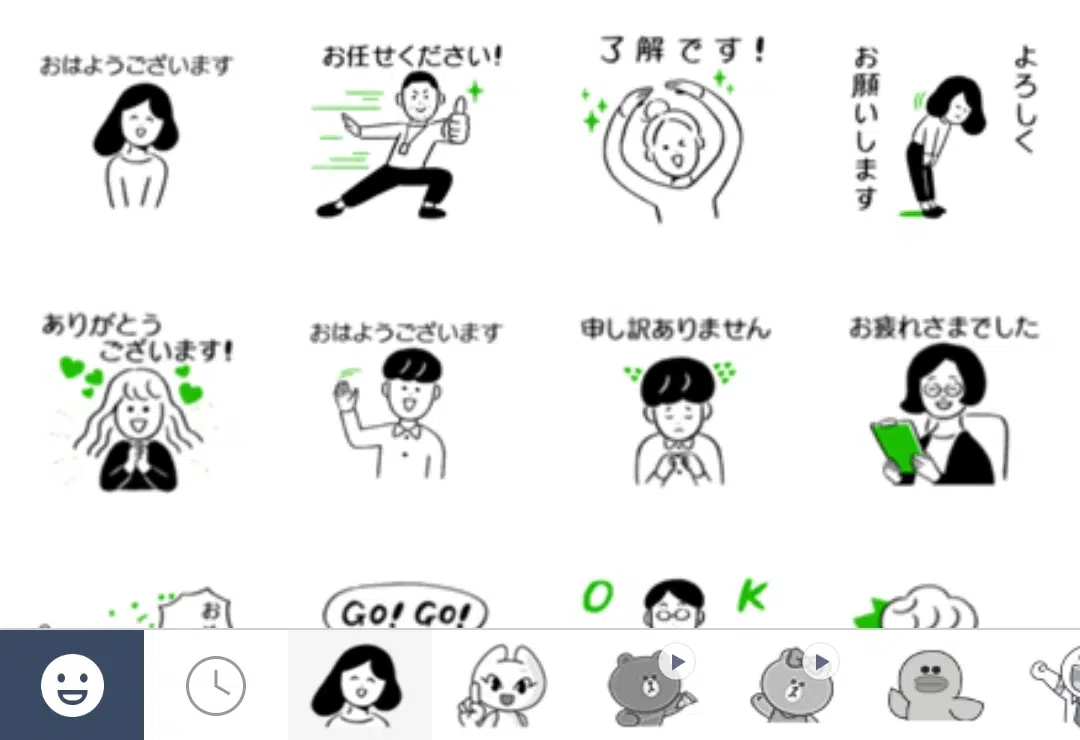 おはようございます
お任せください!
了解です!
よろしく
お願いします
ありがとう
ございます!
おはようございます
申し訳ありません
お疲れさまでした
お
GO! GO!
O K